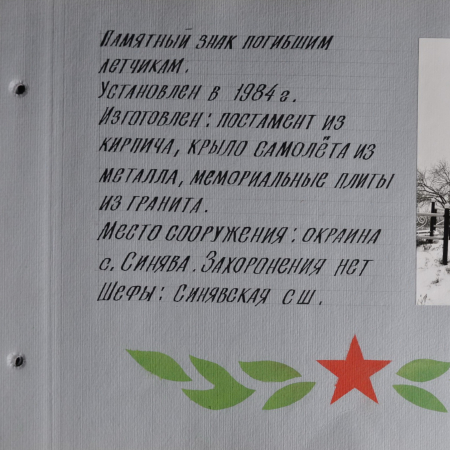 Памятный знак погибшим
летчикам.
Установлен в 1984 г.
Изготовлен: постамент из
кирпича, крыло самолёта из
металла, мемориальные плиты
из гранита.
Место сооружения: окраина
с. Синява. Захоронения нет
Шефы: Синявская с ш.